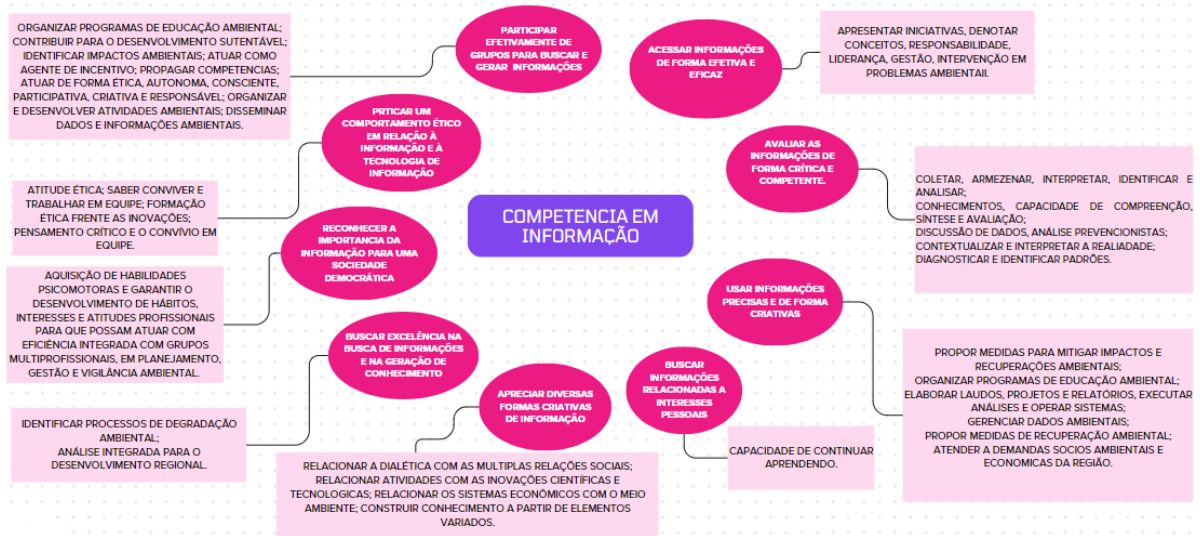 ORGANIZAR PROGRAMAS DE EDUCAÇÃO AMBIENTAL;
CONTRIBUIR PARA O DESENVOLVIMENTO SUTENTÁVEL;
IDENTIFICAR IMPACTOS AMBIENTAIS; ATUAR COMO
AGENTE DE INCENTIVO; PROPAGAR COMPETENCIAS;
ATUAR DE FORMA ÉTICA, AUTONOMA, CONSCIENTE,
PARTICIPATIVA, CRIATIVA E RESPONSÁVEL; ORGANIZAR
E DESENVOLVER ATIVIDADES AMBIENTAIS; DISSEMINAR
DADOS E INFORMAÇÕES AMBIENTAIS.
PARTICIPAR
EFETIVAMENTE DE
GRUPOS PARA BUSCAR E
GERAR INFORMAÇÕES
ACESSAR INFORMAÇÕES
DE FORMA EFETIVA E
EFICAZ
APRESENTAR INICIATIVAS, DENOTAR
CONCEITOS, RESPONSABILIDADE,
LIDERANÇA, GESTÃO, INTERVENÇÃO EM
PROBLEMAS AMBIENTAIL.
PRTICAR UM
COMPORTAMENTO ÉTICO
EM RELAÇÃO À
INFORMAÇÃO E À
TECNOLOGIA DE
INFORMAÇÃO
AVALIAR AS
INFORMAÇÕES DE
FORMA CRÍTICA E
COMPETENTE.
ATITUDE ÉTICA; SABER CONVIVER E
TRABALHAR EM EQUIPE; FORMAÇÃO
ÉTICA FRENTE AS INOVAÇÕES;
PENSAMENTO CRÍTICO E O CONVÍVIO EM
EQUIPE.
COLETAR, ARMEZENAR, INTERPRETAR, IDENTIFICAR E
ANALISAR;
CONHECIMENTOS, CAPACIDADE DE COMPREENÇÃO,
SÍNTESE E AVALIAÇÃO;
DISCUSSÃO DE DADOS, ANÁLISE PREVENCIONISTAS;
CONTEXTUALIZAR E INTERPRETAR A REALIADADE;
DIAGNOSTICAR E IDENTIFICAR PADRÕES.
COMPETENCIA EM
INFORMAÇÃO
RECONHECER A
IMPORTANCIA DA
INFORMAÇÃO PARA UMA
SOCIEDADE
DEMOCRÁTICA
AQUISIÇÃO DE HABILIDADES
PSICOMOTORAS E GARANTIR O
DESENVOLVIMENTO DE HÁBITOS,
INTERESSES E ATITUDES PROFISSIONAIS
PARA QUE POSSAM ATUAR COM
EFICIÊNCIA INTEGRADA COM GRUPOS
MULTIPROFISSIONAIS, EM PLANEJAMENTO,
GESTÃO E VIGILÂNCIA AMBIENTAL.
USAR INFORMAÇÕES
PRECISAS E DE FORMA
CRIATIVAS
BUSCAR EXCELÊNCIA NA
BUSCA DE INFORMAÇÕES
E NA GERAÇÃO DE
CONHECIMENTO
PROPOR MEDIDAS PARA MITIGAR IMPACTOS E
RECUPERAÇÕES AMBIENTAIS;
ORGANIZAR PROGRAMAS DE EDUCAÇÃO AMBIENTAL;
ELABORAR LAUDOS, PROJETOS E RELATÓRIOS, EXECUTAR
ANÁLISES E OPERAR SISTEMAS;
GERENCIAR DADOS AMBIENTAIS;
PROPOR MEDIDAS DE RECUPERAÇÃO AMBIENTAL;
ATENDER A DEMANDAS SOCIOS AMBIENTAIS E
ECONOMICAS DA REGIÃO.
BUSCAR
INFORMAÇÕES
RELACIONADAS A
INTERESSES
PESSOAIS
APRECIAR DIVERSAS
FORMAS CRIATIVAS
DE INFORMAÇÃO
IDENTIFICAR PROCESSOS DE DEGRADAÇÃO
AMBIENTAL;
ANÁLISE INTEGRADA PARA O
DESENVOLVIMENTO REGIONAL.
CAPACIDADE DE CONTINUAR
APRENDENDO.
RELACIONAR A DIALÉTICA COM AS MULTIPLAS RELAÇÕES SOCIAIS;
RELACIONAR ATIVIDADES COM AS INOVAÇÕES CIENTÍFICAS E
TECNOLOGICAS; RELACIONAR OS SISTEMAS ECONÔMICOS COM O MEIO
AMBIENTE; CONSTRUIR CONHECIMENTO A PARTIR DE ELEMENTOS
VARIADOS.